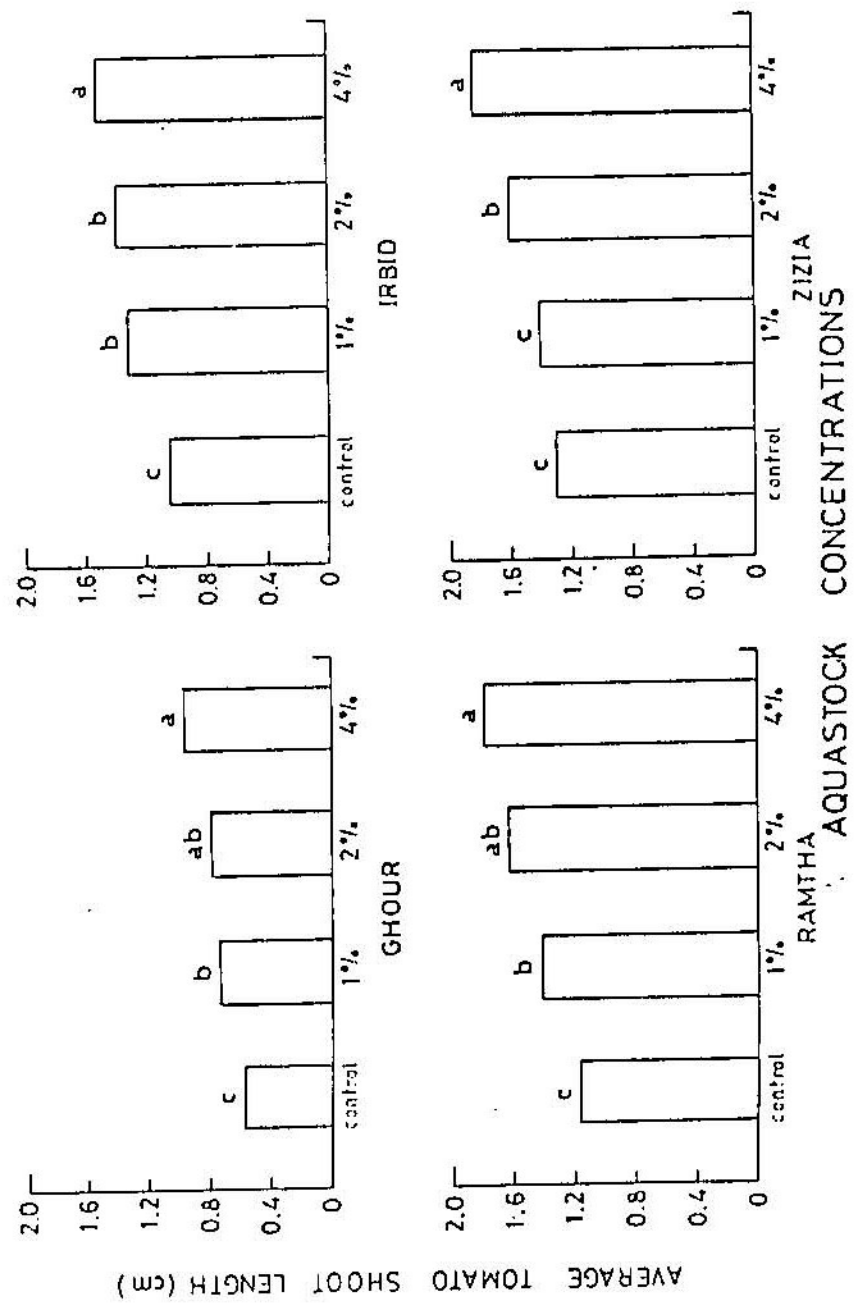 AVERAGE TOMATO SHOOT LENGTH (cm)
2.0
1.6
1.2
0.8
0.4
0
c
b
ab
a
control
1%
2%
4%
GHOUR
2.0
1.6
1.2
0.8
0.4
0
c
b
b
a
control
1%
2%
4%
IRBID
2.0
1.6
1.2
0.8
0.4
0
c
b
ab
a
control
1%
2%
4%
RAMTHA
2.0
1.6
1.2
0.8
0.4
0
c
c
b
a
control
1%
2%
4%
ZIZIA
AQUASTOCK CONCENTRATIONS